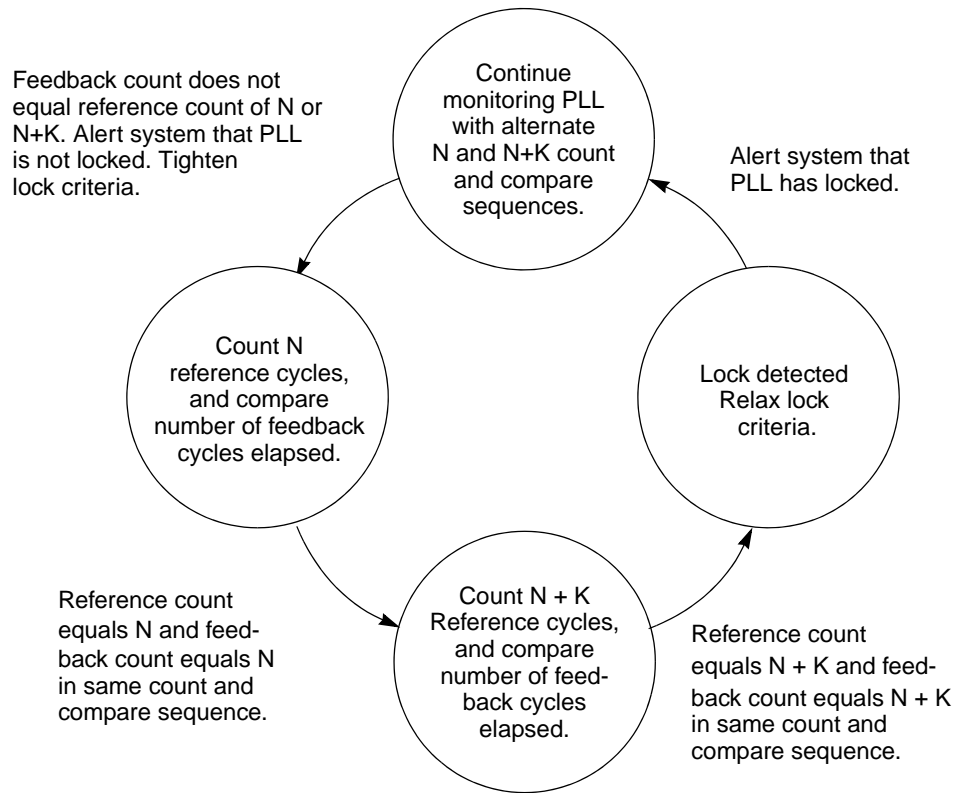 Feedback count does not
equal reference count of N or
N+K. Alert system that PLL
is not locked. Tighten
lock criteria.
Continue
monitoring PLL
with alternate
N and N+K count
and compare
sequences.
Alert system that
PLL has locked.
Count N
reference cycles,
and compare
number of feedback
cycles elapsed.
Lock detected
Relax lock
criteria.
Reference count
equals N and feed-
back count equals N
in same count and
compare sequence.
Count N + K
Reference cycles,
and compare
number of feed-
back cycles
elapsed.
Reference count
equals N + K and feed-
back count equals N + K
in same count and
compare sequence.